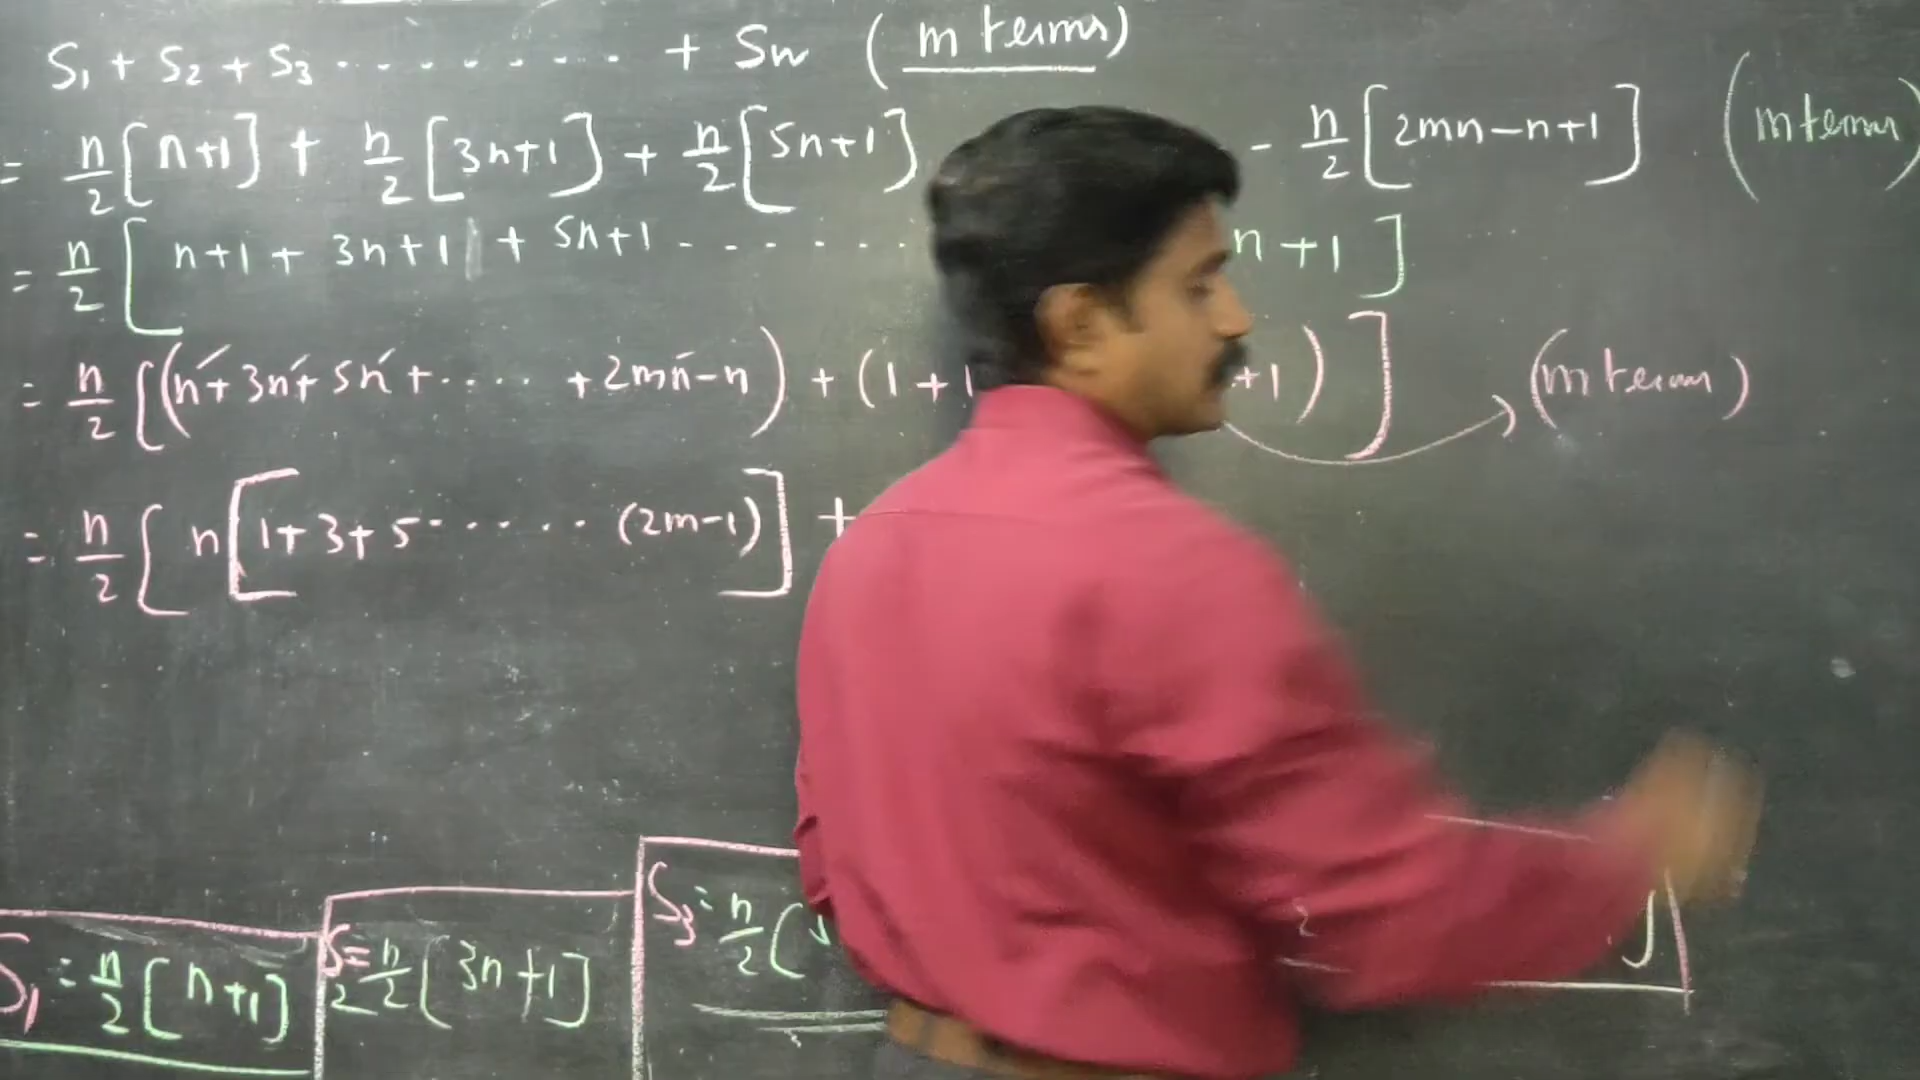 S₁ + S₂ + S₃ · · · · · · · · · + Sm (m terms)
= n/2 [n+1] + n/2 [3n+1] + n/2 [5n+1] - n/2 [2mn-n+1] (m terms)
= n/2 [ n+1 + 3n+1 + 5n+1 - - · · · · · n+1 ]
= n/2 [(n + 3n + 5n + · · · · + 2mn-n) + (1+1 +1)] → (m terms)
= n/2 [ n [1+3+5 · · · · · · (2m-1)] +
S₁ = n/2 [n+1] S₂ = n/2 [3n+1] S₃ = n/2 [